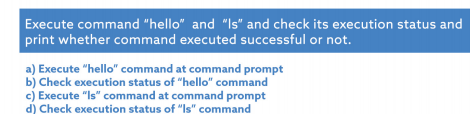 Execute command “hello” and “ls” and check its execution status and
print whether command executed successful or not.
a) Execute “hello” command at command prompt
b) Check execution status of “hello” command
c) Execute “ls” command at command prompt
d) Check execution status of “ls” command